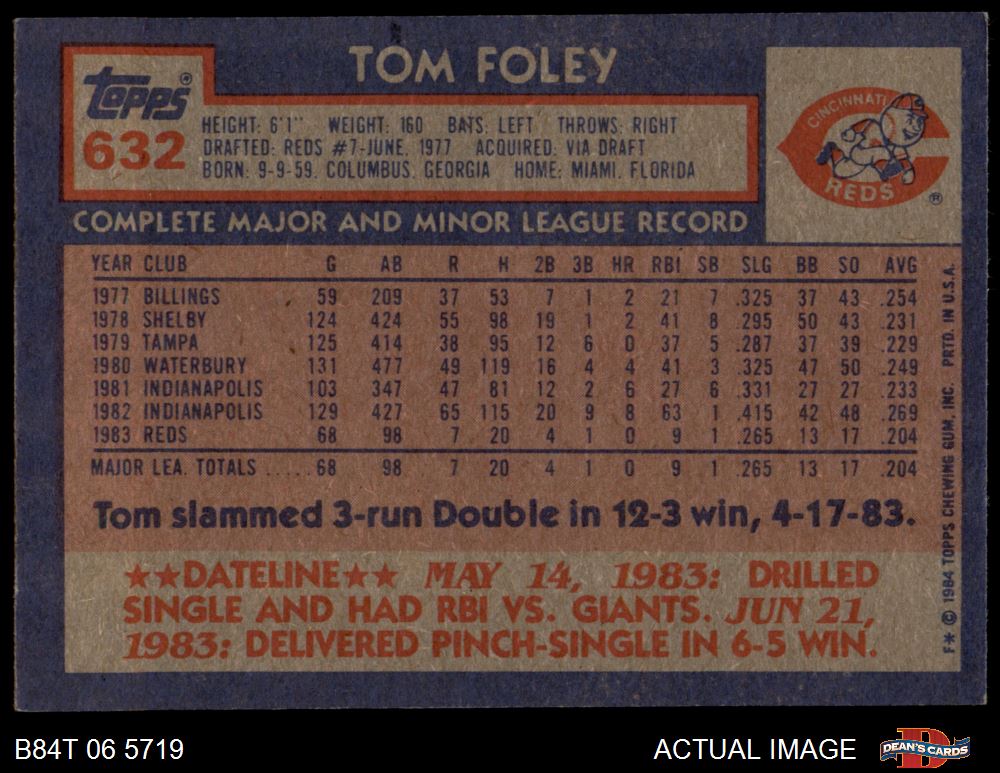 TOM FOLEY
topps®
632
HEIGHT: 6'1" WEIGHT: 160 BATS: LEFT THROWS: RIGHT
DRAFTED: REDS #7-JUNE, 1977 ACQUIRED: VIA DRAFT
BORN: 9-9-59, COLUMBUS, GEORGIA HOME: MIAMI, FLORIDA
CINCINNATI
REDS
®
COMPLETE MAJOR AND MINOR LEAGUE RECORD
YEAR CLUB G AB R H 2B 3B HR RBI SB SLG BB SO AVG
1977 BILLINGS 59 209 37 53 7 1 2 21 7 .325 37 43 .254
1978 SHELBY 124 424 55 98 19 1 2 41 8 .295 50 43 .231
1979 TAMPA 125 414 38 95 12 6 0 37 5 .287 37 39 .229
1980 WATERBURY 131 477 49 119 16 4 4 41 3 .325 47 50 .249
1981 INDIANAPOLIS 103 347 47 81 12 2 6 27 6 .331 27 27 .233
1982 INDIANAPOLIS 129 427 65 115 20 9 8 63 1 .415 42 48 .269
1983 REDS 68 98 7 20 4 1 0 9 1 .265 13 17 .204
MAJOR LEA. TOTALS .....68 98 7 20 4 1 0 9 1 .265 13 17 .204
Tom slammed 3-run Double in 12-3 win, 4-17-83.
★★DATELINE★★ MAY 14, 1983: DRILLED
SINGLE AND HAD RBI VS. GIANTS. JUN 21,
1983: DELIVERED PINCH-SINGLE IN 6-5 WIN.
F✱ © 1984 TOPPS CHEWING GUM, INC. PRTD. IN U.S.A.
B84T 06 5719
ACTUAL IMAGE
D
DEAN'S CARDS